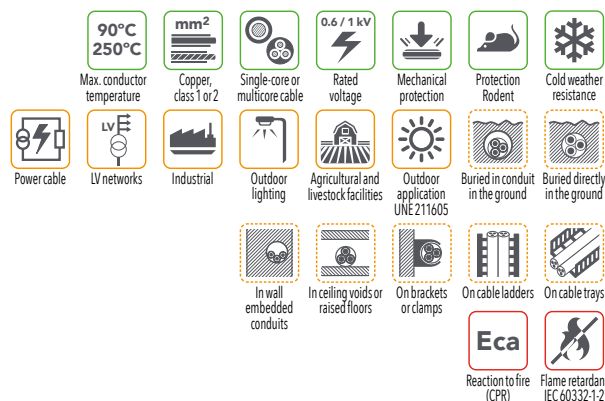 90°C
250°C
mm²
0.6 / 1 kV
Max. conductor
temperature
Copper,
class 1 or 2
Single-core or
multicore cable
Rated
voltage
Mechanical
protection
Protection
Rodent
Cold weather
resistance
LV
Power cable
LV networks
Industrial
Outdoor
lighting
Agricultural and
livestock facilities
Outdoor
application
UNE 211605
Buried in conduit
in the ground
Buried directly
in the ground
In wall
embedded
conduits
In ceiling voids or
raised floors
On brackets
or clamps
On cable ladders
On cable trays
Eca
Reaction to fire
(CPR)
Flame retardan
IEC 60332-1-2